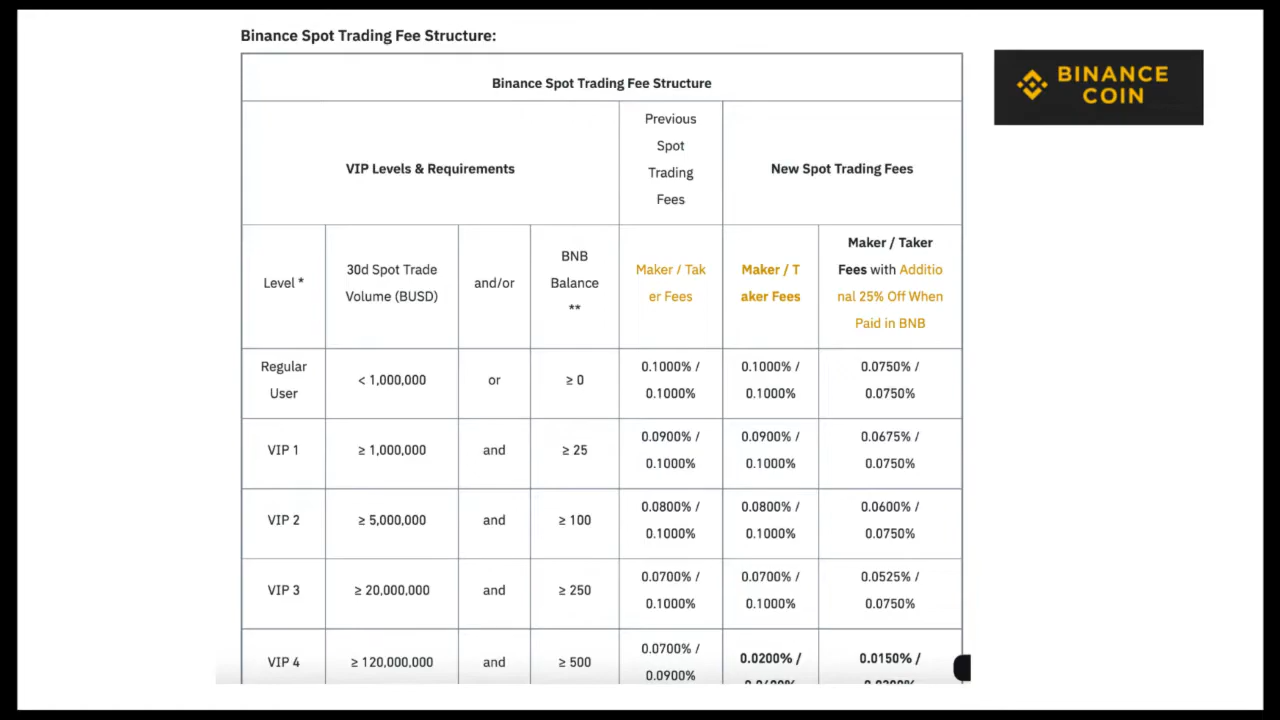 Binance Spot Trading Fee Structure:
BINANCE
COIN
Binance Spot Trading Fee Structure
VIP Levels & Requirements
Previous
Spot
Trading
Fees
New Spot Trading Fees
Level *
30d Spot Trade
Volume (BUSD)
and/or
BNB
Balance
**
Maker / Tak
er Fees
Maker / T
aker Fees
Maker / Taker
Fees with Additio
nal 25% Off When
Paid in BNB
Regular
User
< 1,000,000
or
≥ 0
0.1000% /
0.1000%
0.1000% /
0.1000%
0.0750% /
0.0750%
VIP 1
≥ 1,000,000
and
≥ 25
0.0900% /
0.1000%
0.0900% /
0.1000%
0.0675% /
0.0750%
VIP 2
≥ 5,000,000
and
≥ 100
0.0800% /
0.1000%
0.0800% /
0.1000%
0.0600% /
0.0750%
VIP 3
≥ 20,000,000
and
≥ 250
0.0700% /
0.1000%
0.0700% /
0.1000%
0.0525% /
0.0750%
VIP 4
≥ 120,000,000
and
≥ 500
0.0700% /
0.0900%
0.0200% /
0.0150% /